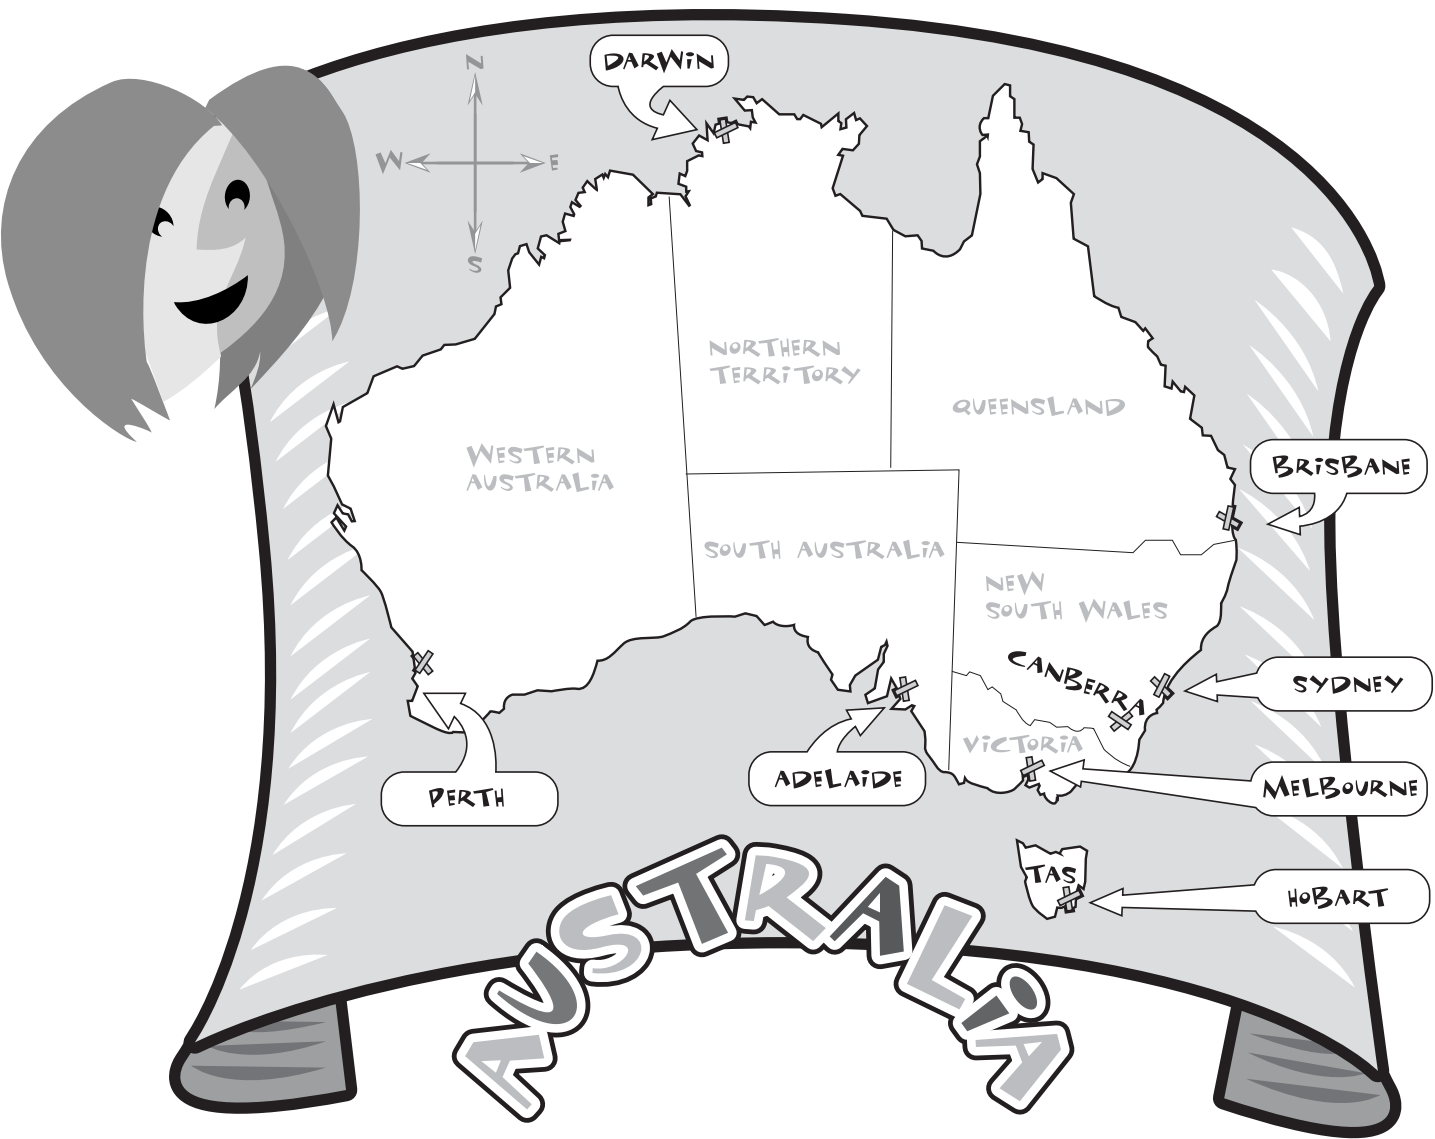 N
DARWiN
W
E
S
NORTHERN
TERRiTORY
QUEENSLAND
WESTERN
AUSTRALiA
BRiSBANE
SOUTH AUSTRALiA
NEW
SOUTH WALES
CANBERRA
SYDNEY
ViCTORiA
PERTH
ADELAiDE
MELBOURNE
TAS
HOBART
AUSTRALiA